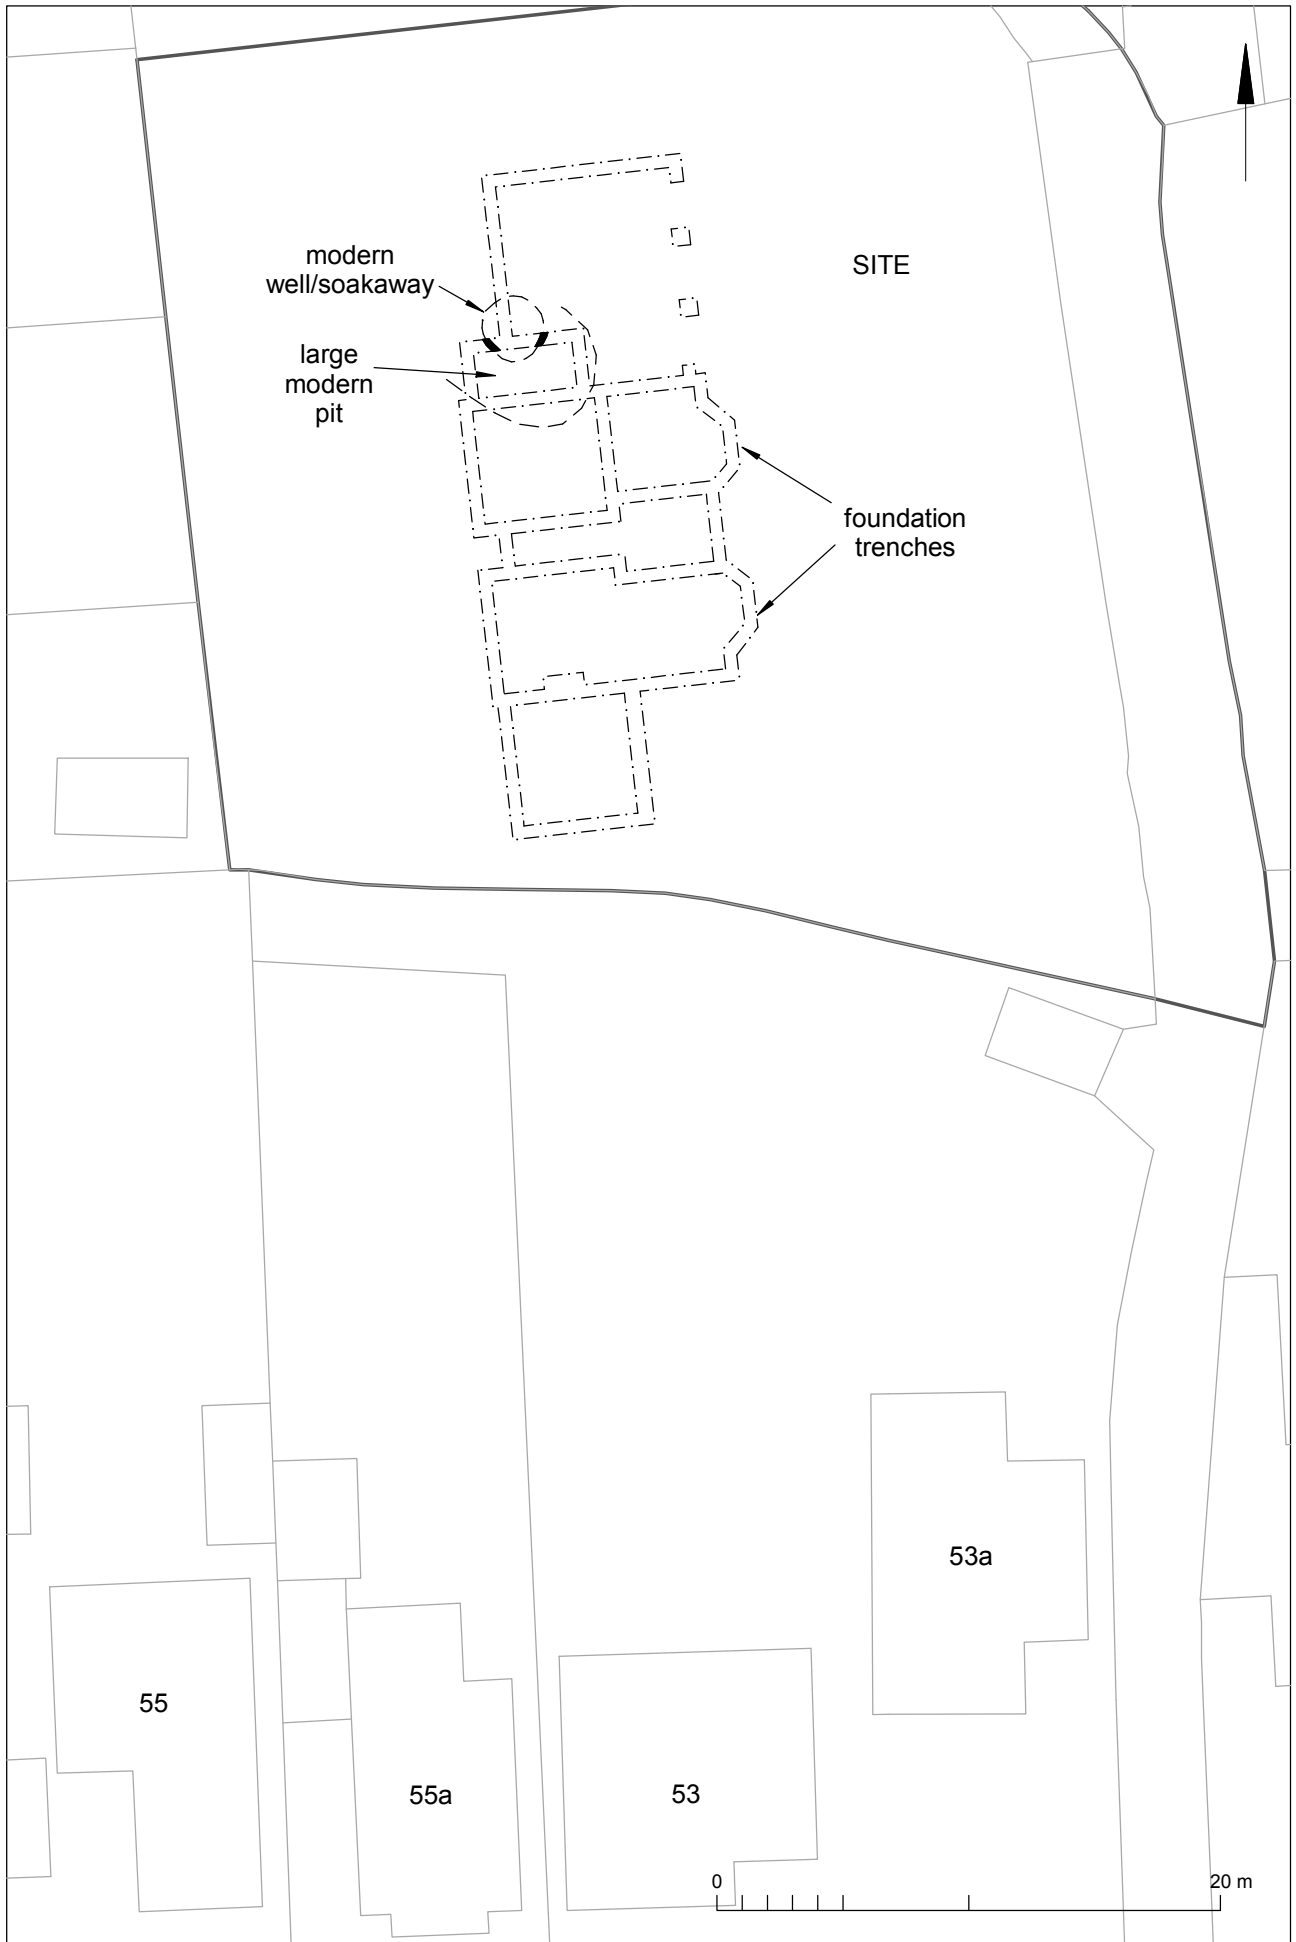 modern
well/soakaway
SITE
large
modern
pit
foundation
trenches
53a
55
55a
53
0
20 m